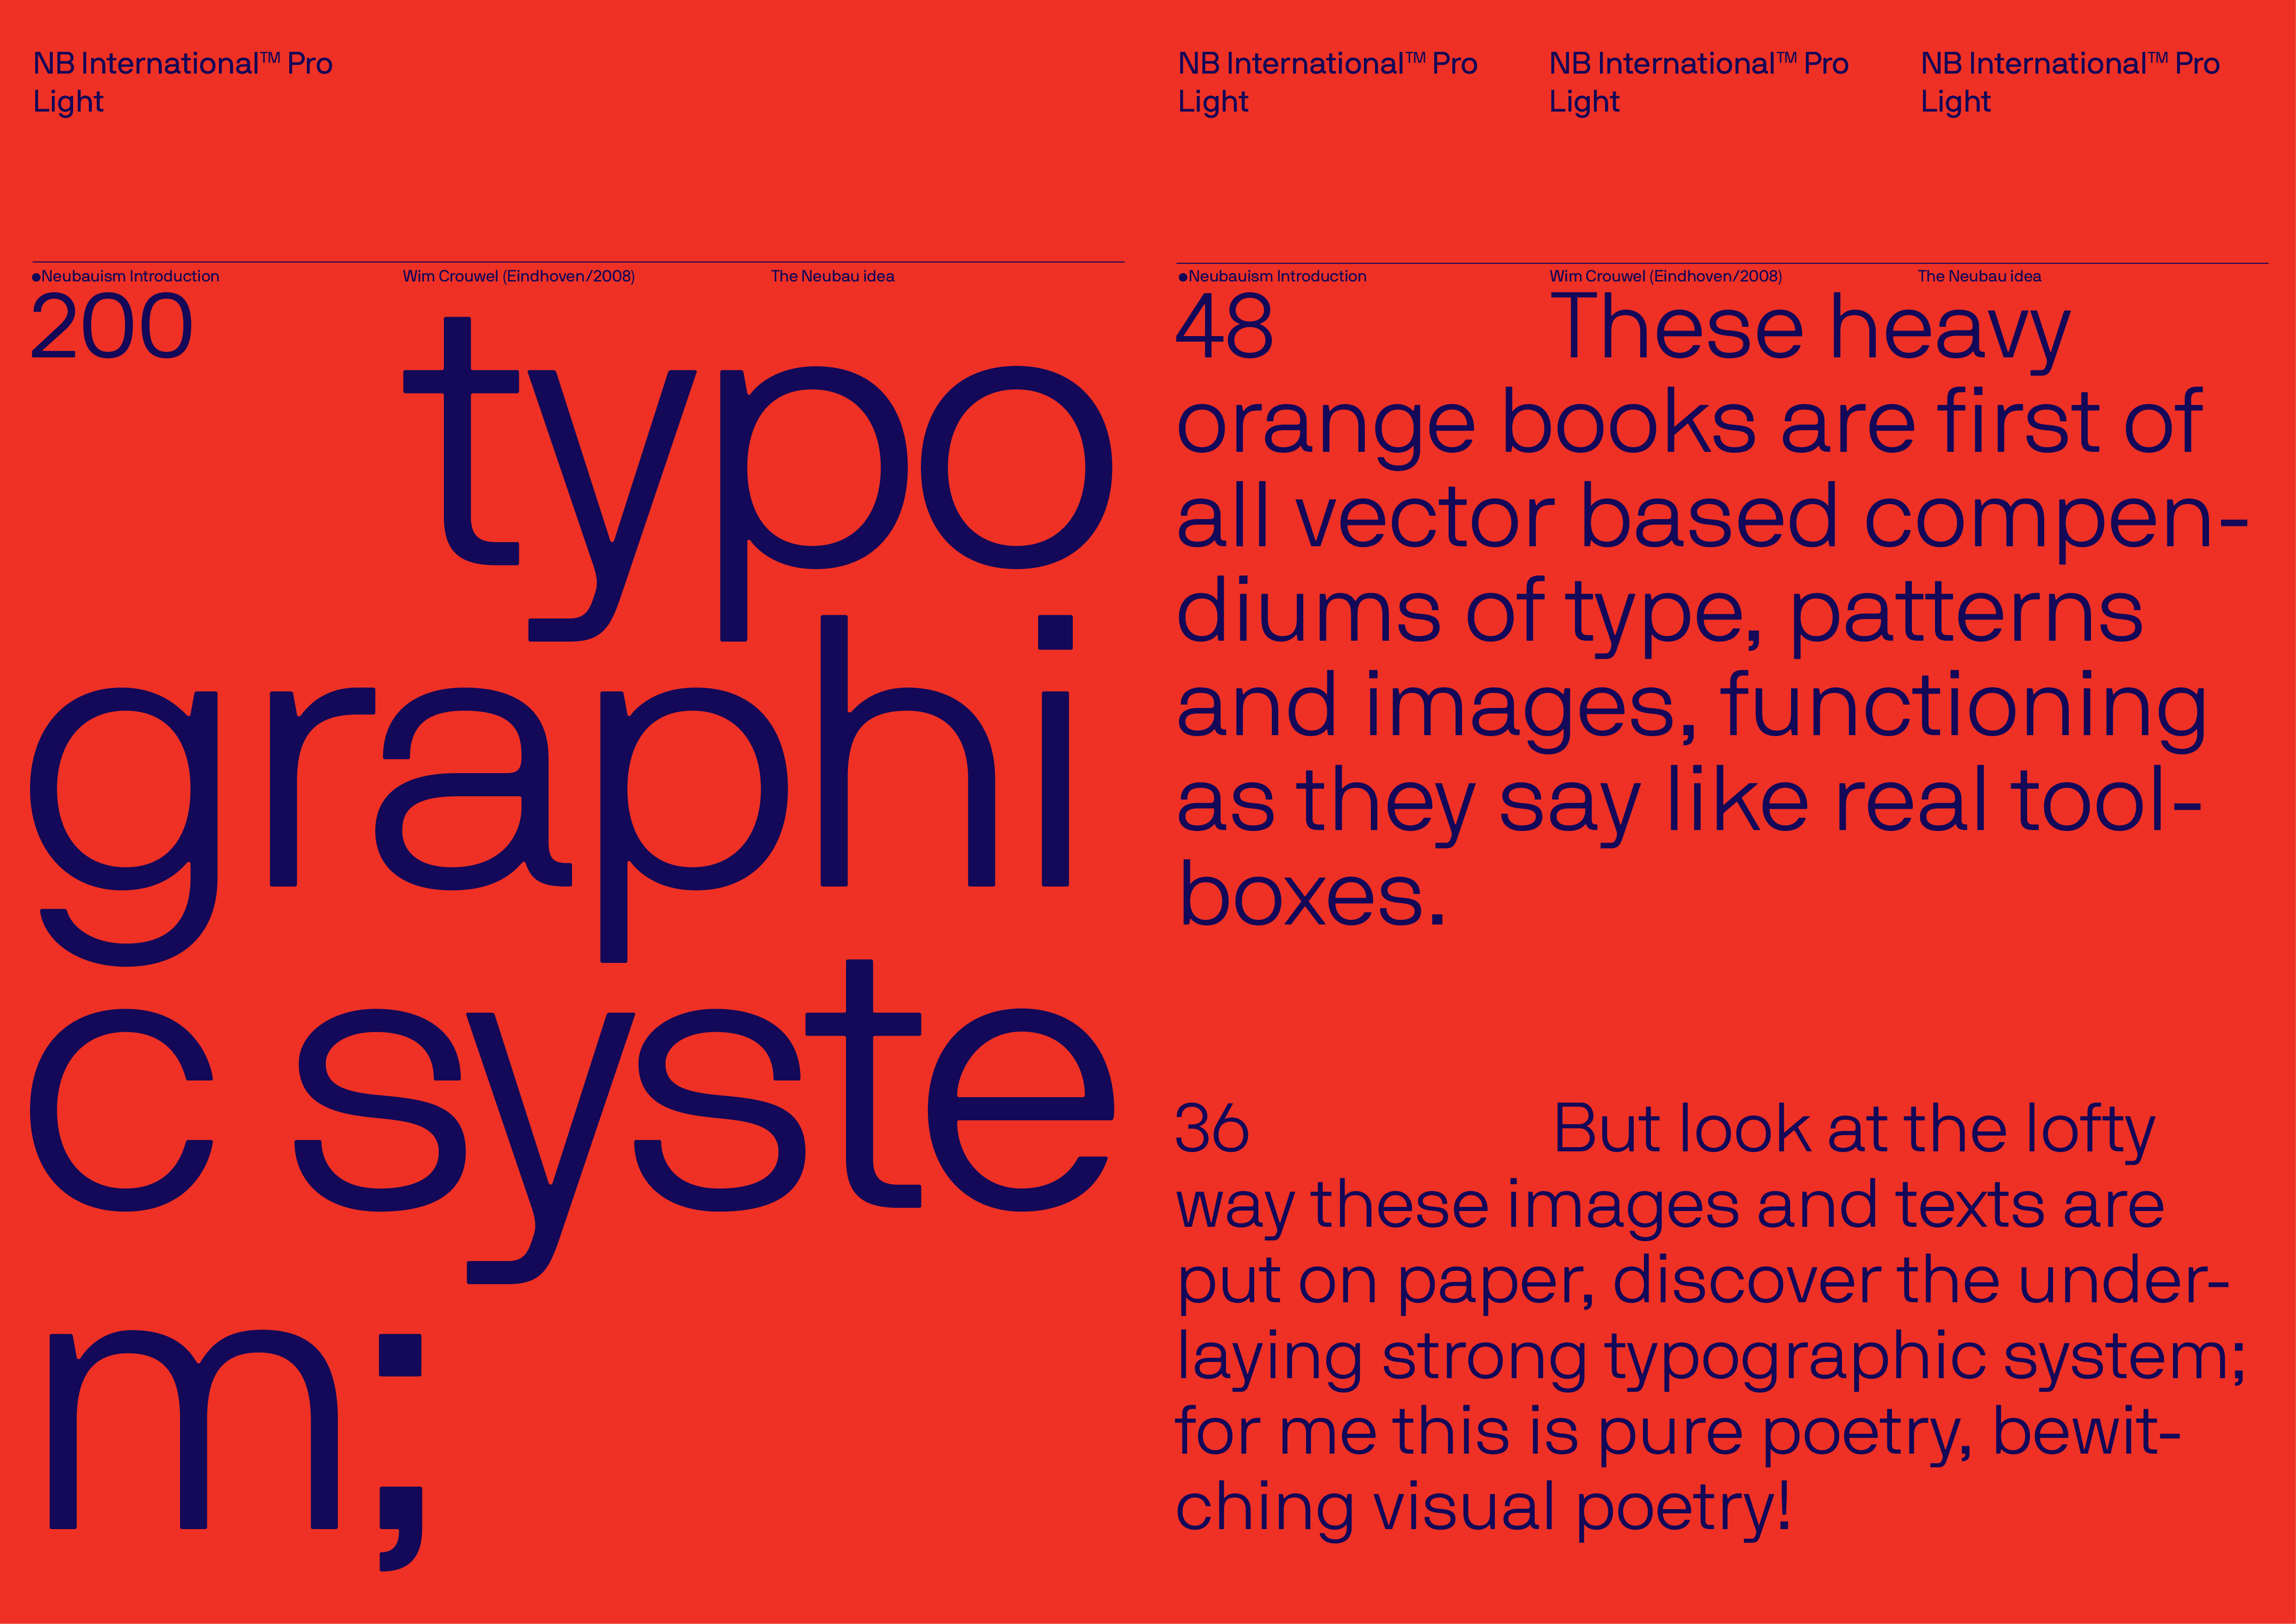 NB International™ Pro
Light
●Neubauism Introduction
Wim Crouwel (Eindhoven/2008)
The Neubau idea
200
typo
graphi
c syste
m;
NB International™ Pro
Light
NB International™ Pro
Light
NB International™ Pro
Light
●Neubauism Introduction
Wim Crouwel (Eindhoven/2008)
The Neubau idea
48 These heavy
orange books are first of
all vector based compen-
diums of type, patterns
and images, functioning
as they say like real tool-
boxes.
36 But look at the lofty
way these images and texts are
put on paper, discover the under-
laying strong typographic system;
for me this is pure poetry, bewit-
ching visual poetry!